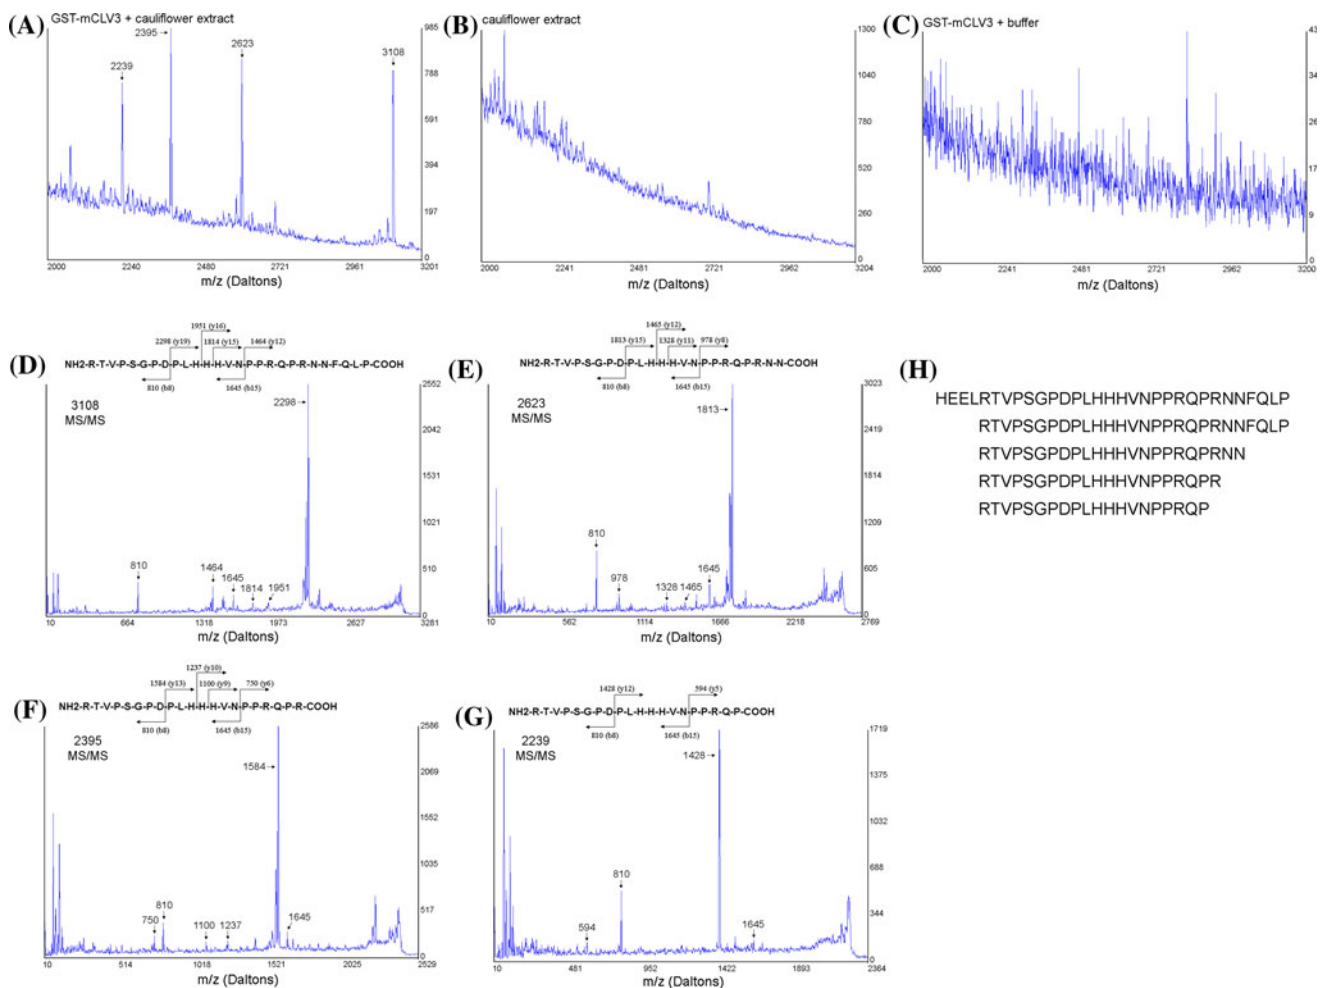 (A)
GST-mCLV3 + cauliflower extract
2395
2623
3108
2239
985
788
591
394
197
0
2000 2240 2480 2721 2961 3201
m/z (Daltons)
(B)
cauliflower extract
1300
1040
780
520
260
0
2000 2241 2482 2721 2962 3204
m/z (Daltons)
(C)
GST-mCLV3 + buffer
43
34
26
17
9
0
2000 2241 2481 2721 2962 3200
m/z (Daltons)
(D)
1951 (y16)
2298 (y19) 1814 (y15) 1464 (y12)
NH2-R-T-V-P-S-G-P-D-P-L-H-H-H-V-N-P-P-R-Q-P-R-N-N-F-Q-L-P-COOH
810 (b8) 1645 (b15)
3108
MS/MS
2298
810
1464
1645
1814
1951
2552
2042
1531
1021
510
0
10 664 1318 1973 2627 3281
m/z (Daltons)
(E)
1465 (y12)
1813 (y15) 1328 (y11) 978 (y8)
NH2-R-T-V-P-S-G-P-D-P-L-H-H-H-V-N-P-P-R-Q-P-R-N-N-COOH
810 (b8) 1645 (b15)
2623
MS/MS
1813
810
978
1328
1465
1645
3023
2419
1814
1209
605
0
10 562 1114 1666 2218 2769
m/z (Daltons)
(H)
HEELRTVPSGPDPLHHHVNPPRQPRNNFQLP
RTVPSGPDPLHHHVNPPRQPRNNFQLP
RTVPSGPDPLHHHVNPPRQPRNN
RTVPSGPDPLHHHVNPPRQPR
RTVPSGPDPLHHHVNPPRQP
(F)
1237 (y10)
1584 (y13) 1100 (y9) 750 (y6)
NH2-R-T-V-P-S-G-P-D-P-L-H-H-H-V-N-P-P-R-Q-P-R-COOH
810 (b8) 1645 (b15)
2395
MS/MS
1584
750
810
1100
1237
1645
2586
2069
1552
1035
517
0
10 514 1018 1521 2025 2529
m/z (Daltons)
(G)
1428 (y12) 594 (y5)
NH2-R-T-V-P-S-G-P-D-P-L-H-H-H-V-N-P-P-R-Q-P-COOH
810 (b8) 1645 (b15)
2239
MS/MS
1428
594
810
1645
1719
1375
1032
688
344
0
10 481 952 1422 1893 2364
m/z (Daltons)